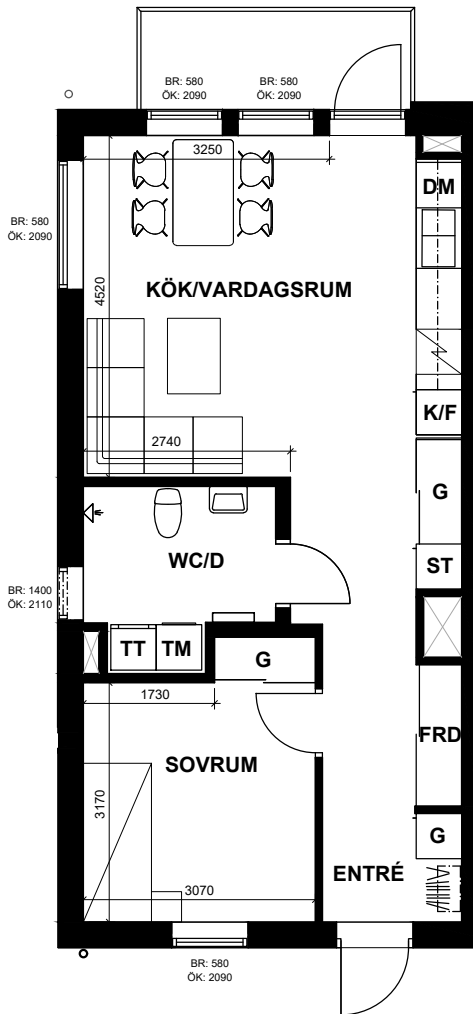 BR: 580
ÖK: 2090
BR: 580
ÖK: 2090
3250
DM
BR: 580
ÖK: 2090
4520
KÖK/VARDAGSRUM
K/F
2740
G
WC/D
ST
BR: 1400
ÖK: 2110
TT
TM
G
1730
FRD
SOVRUM
3170
G
ENTRÉ
3070
BR: 580
ÖK: 2090